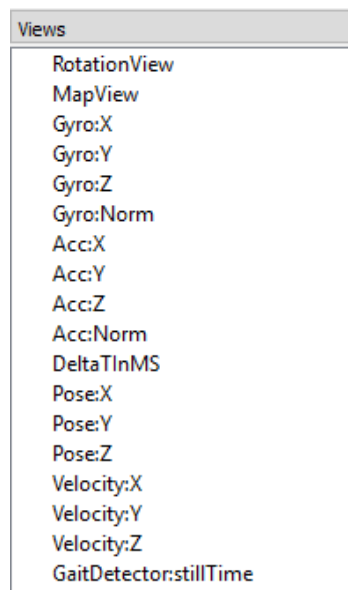 Views
RotationView
MapView
Gyro:X
Gyro:Y
Gyro:Z
Gyro:Norm
Acc:X
Acc:Y
Acc:Z
Acc:Norm
DeltaTInMS
Pose:X
Pose:Y
Pose:Z
Velocity:X
Velocity:Y
Velocity:Z
GaitDetector:stillTime